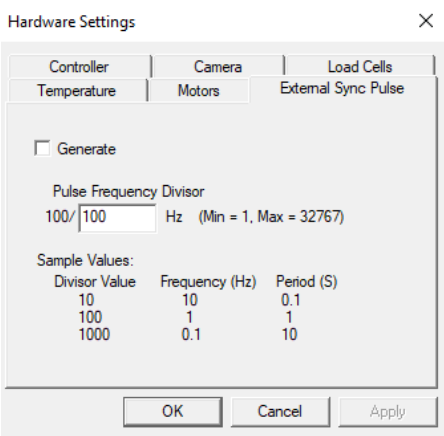 Hardware Settings
Controller Camera Load Cells
Temperature Motors External Sync Pulse
Generate
Pulse Frequency Divisor
100/ 100 Hz (Min = 1, Max = 32767)
Sample Values:
Divisor Value Frequency (Hz) Period (S)
10 10 0.1
100 1 1
1000 0.1 10
OK Cancel Apply